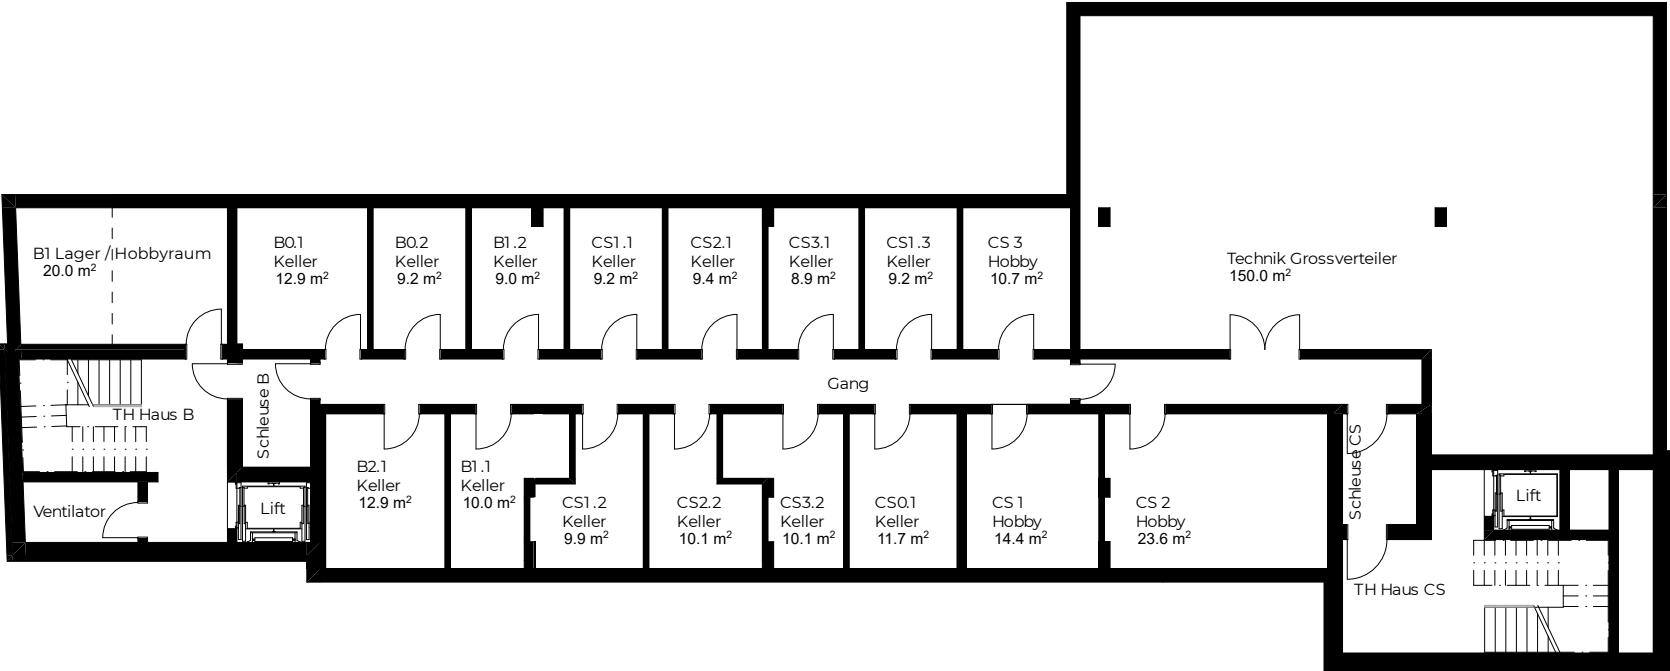 B1 Lager /Hobbyraum
20.0 m²
B0.1
Keller
12.9 m²
B0.2
Keller
9.2 m²
B1.2
Keller
9.0 m²
CS1.1
Keller
9.2 m²
CS2.1
Keller
9.4 m²
CS3.1
Keller
8.9 m²
CS1.3
Keller
9.2 m²
CS 3
Hobby
10.7 m²
Technik Grossverteiler
150.0 m²
Gang
TH Haus B
Schleuse B
Ventilator
Lift
B2.1
Keller
12.9 m²
B1.1
Keller
10.0 m²
CS1.2
Keller
9.9 m²
CS2.2
Keller
10.1 m²
CS3.2
Keller
10.1 m²
CS0.1
Keller
11.7 m²
CS 1
Hobby
14.4 m²
CS 2
Hobby
23.6 m²
Schleuse CS
Lift
TH Haus CS